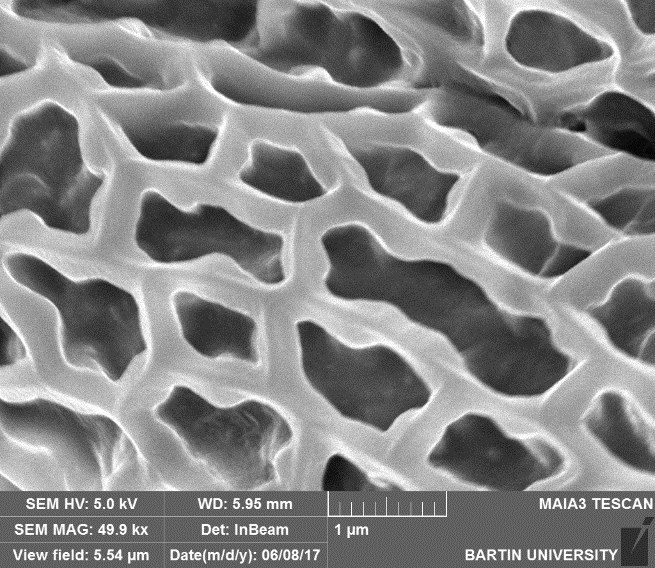 SEM HV: 5.0 kV WD: 5.95 mm MAIA3 TESCAN
SEM MAG: 49.9 kx Det: InBeam 1 µm
View field: 5.54 µm Date(m/d/y): 06/08/17 BARTIN UNIVERSITY